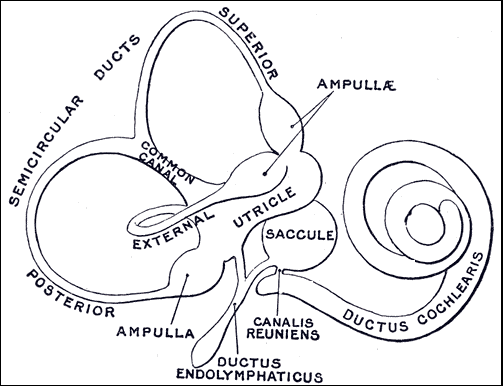 SEMICIRCULAR DUCTS
SUPERIOR
AMPULLÆ
COMMON
CANAL
EXTERNAL
UTRICLE
SACCULE
POSTERIOR
AMPULLA
CANALIS
REUNIENS
DUCTUS COCHLEARIS
DUCTUS
ENDOLYMPHATICUS